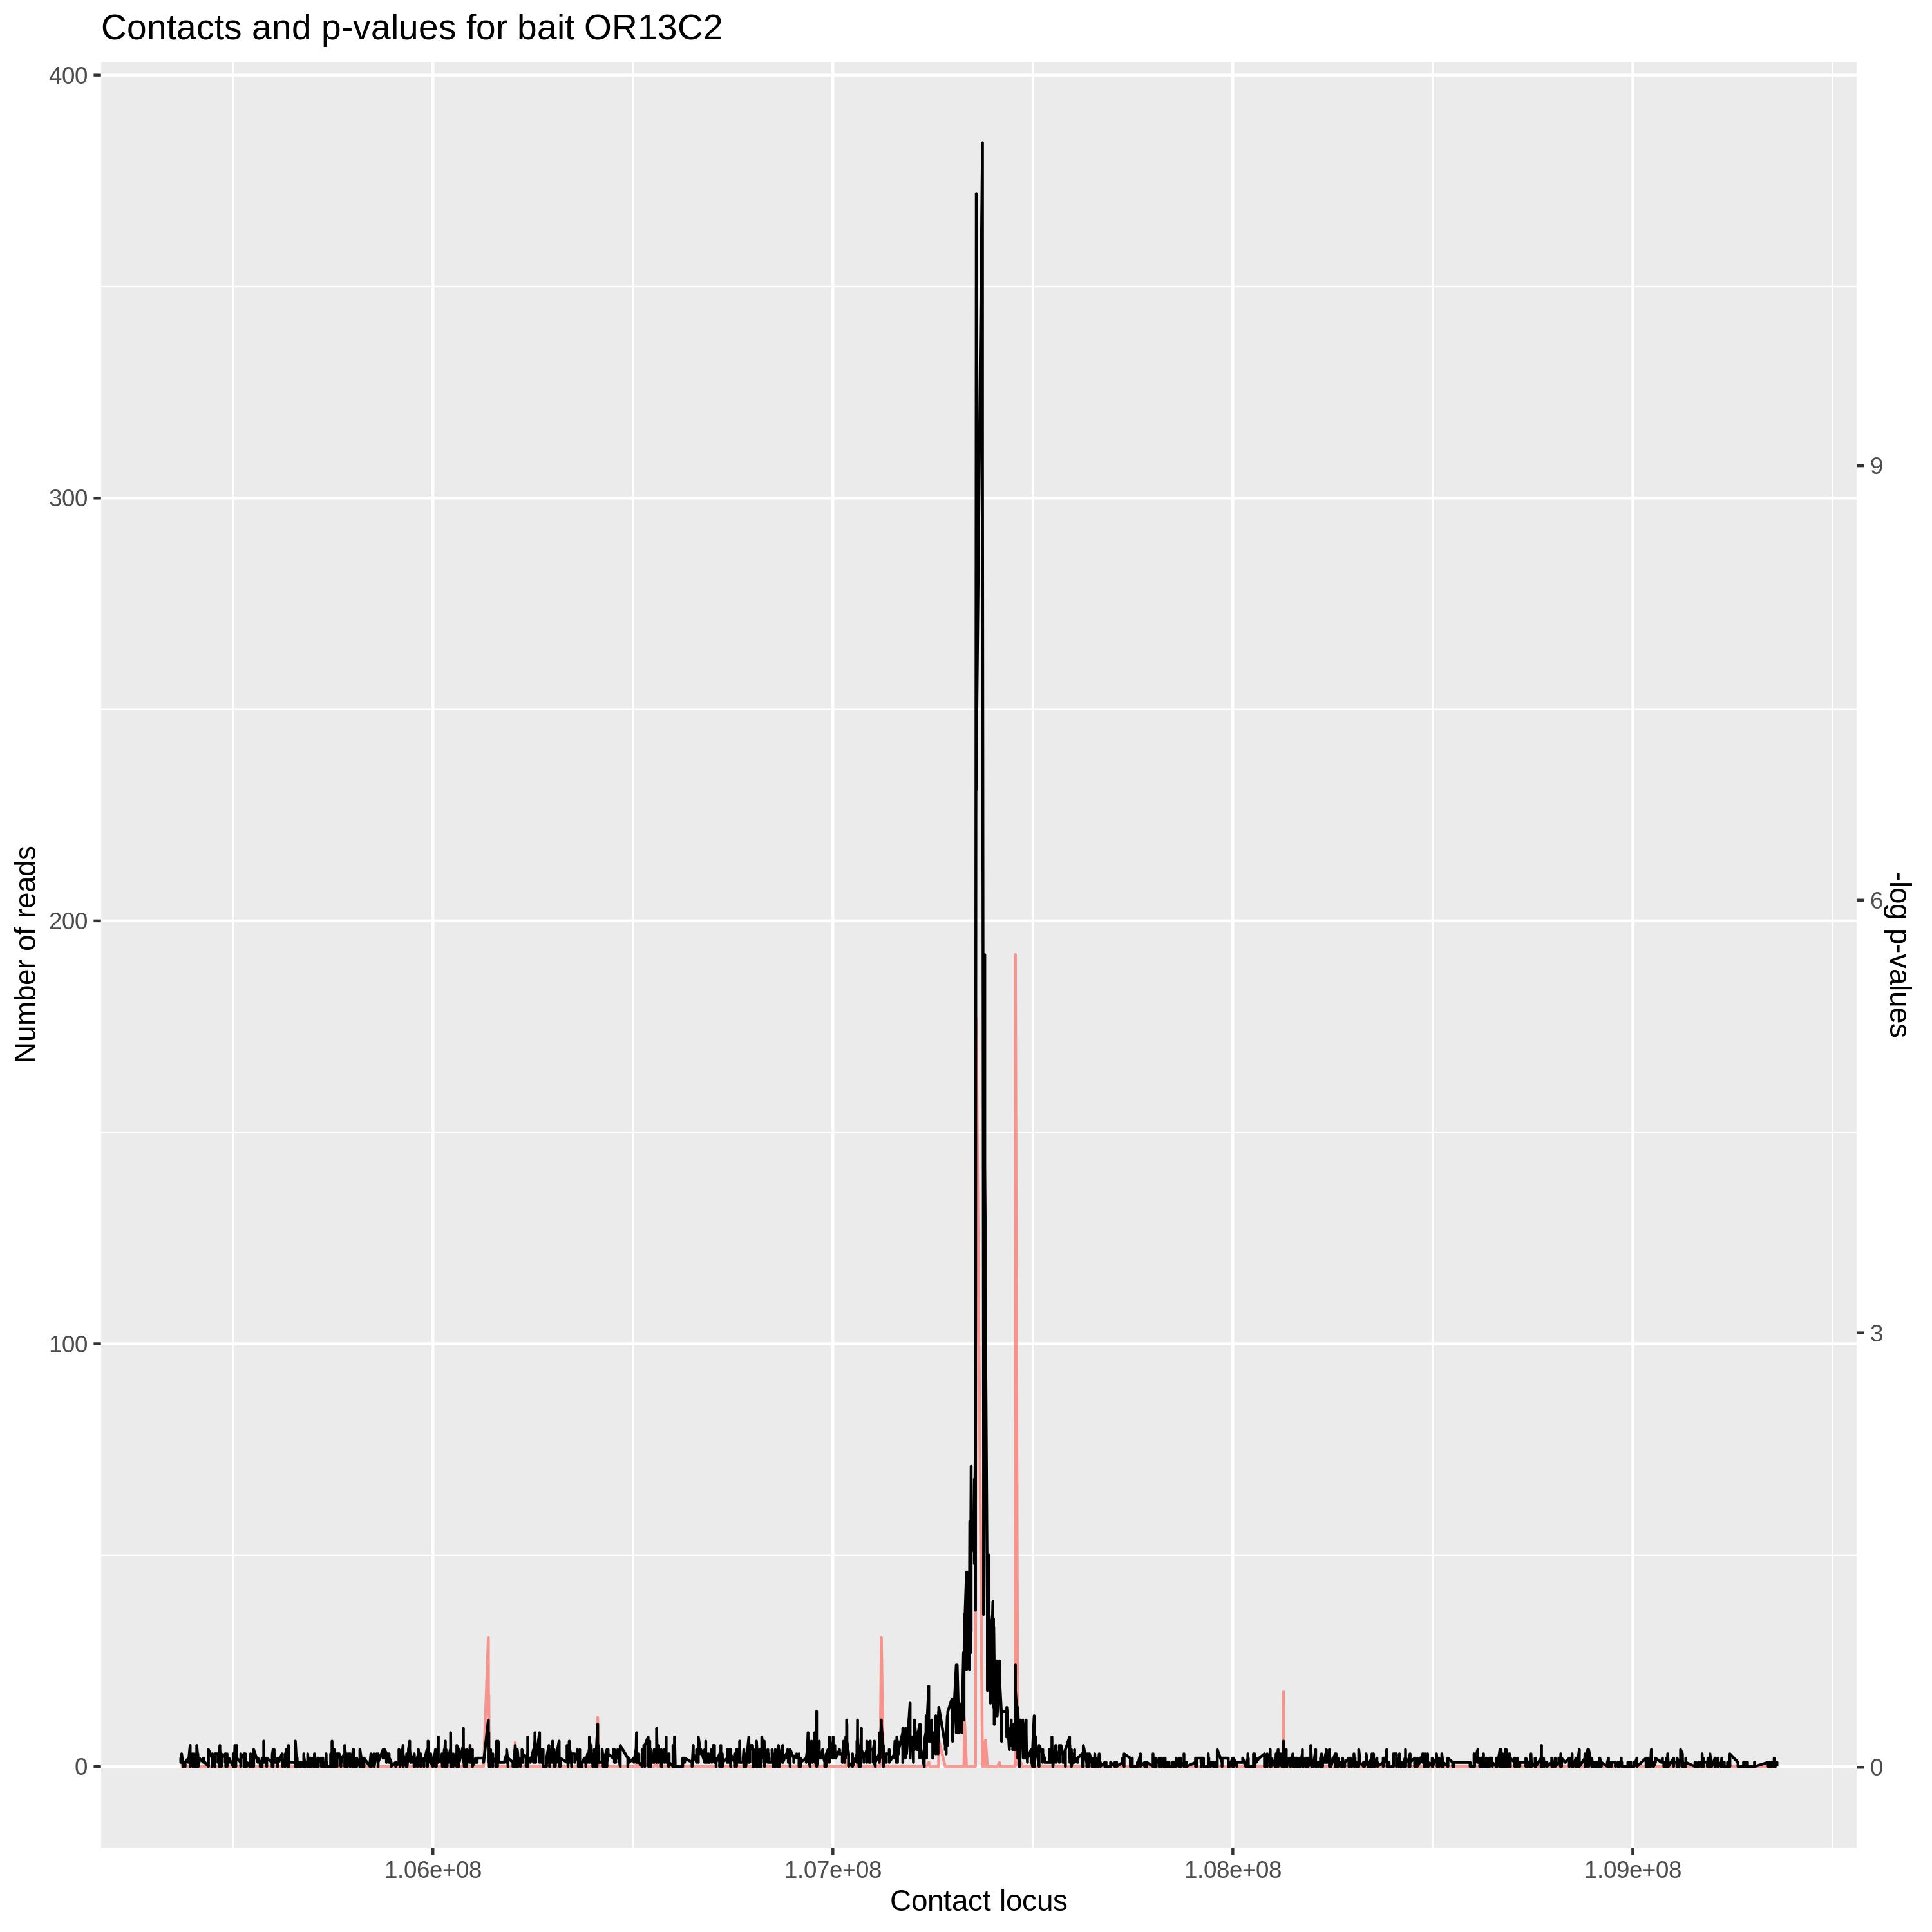 Contacts and p-values for bait OR13C2
400
300
200
100
0
Number of reads
9
6
3
0
-log p-values
1.06e+08
1.07e+08
1.08e+08
1.09e+08
Contact locus